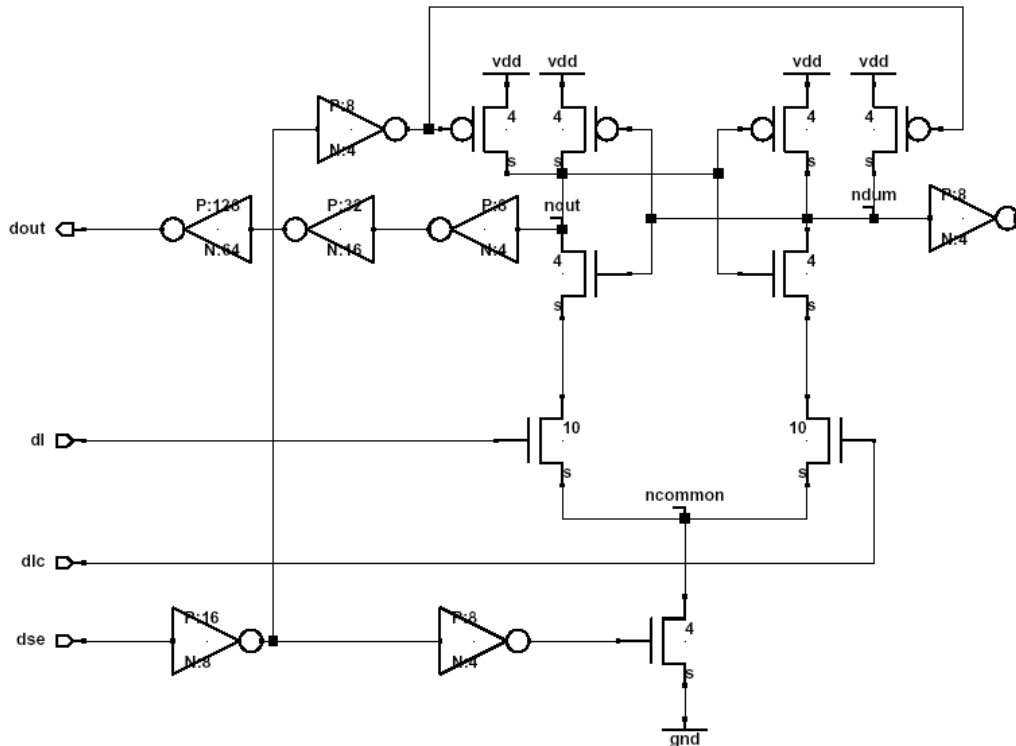 vdd vdd vdd vdd
P:8
4 4 4 4
N:4
s s s s
ndum
P:128 P:32 P:8 nout P:8
dout
N:64 N:16 N:4 N:4
4 4
s s
dl
10 10
s s
ncommon
dlc
P:16 P:8
dse 4
N:8 N:4 s
gnd